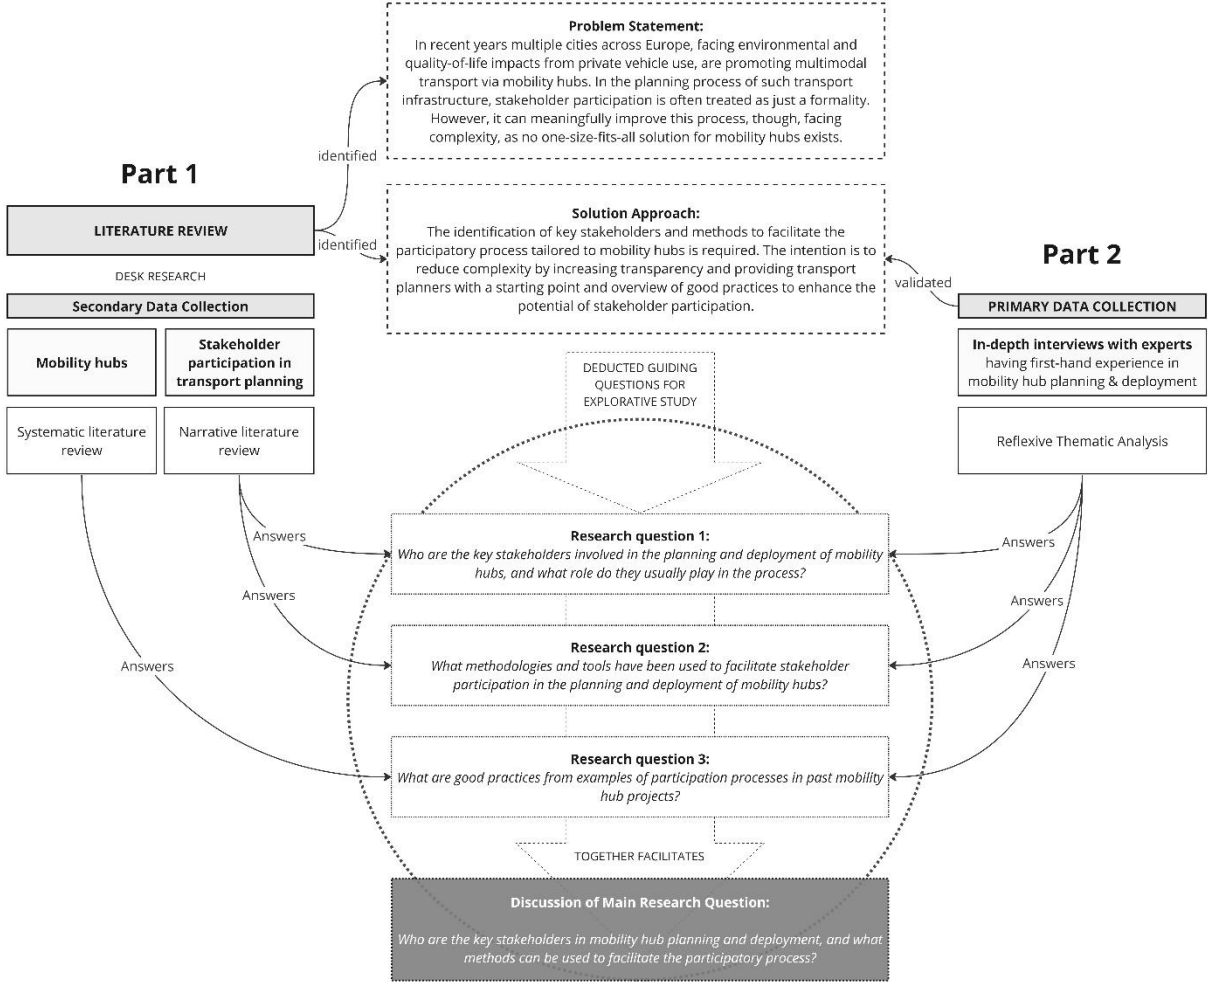 Problem Statement:
In recent years multiple cities across Europe, facing environmental and
quality-of-life impacts from private vehicle use, are promoting multimodal
transport via mobility hubs. In the planning process of such transport
infrastructure, stakeholder participation is often treated as just a formality.
However, it can meaningfully improve this process, though, facing
complexity, as no one-size-fits-all solution for mobility hubs exists.
identified
Part 1
LITERATURE REVIEW
identified
Solution Approach:
The identification of key stakeholders and methods to facilitate the
participatory process tailored to mobility hubs is required. The intention is to
reduce complexity by increasing transparency and providing transport
planners with a starting point and overview of good practices to enhance the
potential of stakeholder participation.
DESK RESEARCH
Secondary Data Collection
Mobility hubs
Stakeholder
participation in
transport planning
Systematic literature
review
Narrative literature
review
Part 2
validated
PRIMARY DATA COLLECTION
In-depth interviews with experts
having first-hand experience in
mobility hub planning & deployment
Reflexive Thematic Analysis
DEDUCTED GUIDING
QUESTIONS FOR
EXPLORATIVE STUDY
Answers
Research question 1:
Who are the key stakeholders involved in the planning and deployment of mobility
hubs, and what role do they usually play in the process?
Answers
Answers
Research question 2:
What methodologies and tools have been used to facilitate stakeholder
participation in the planning and deployment of mobility hubs?
Answers
Answers
Research question 3:
What are good practices from examples of participation processes in past mobility
hub projects?
Answers
TOGETHER FACILITATES
Discussion of Main Research Question:
Who are the key stakeholders in mobility hub planning and deployment, and what
methods can be used to facilitate the participatory process?